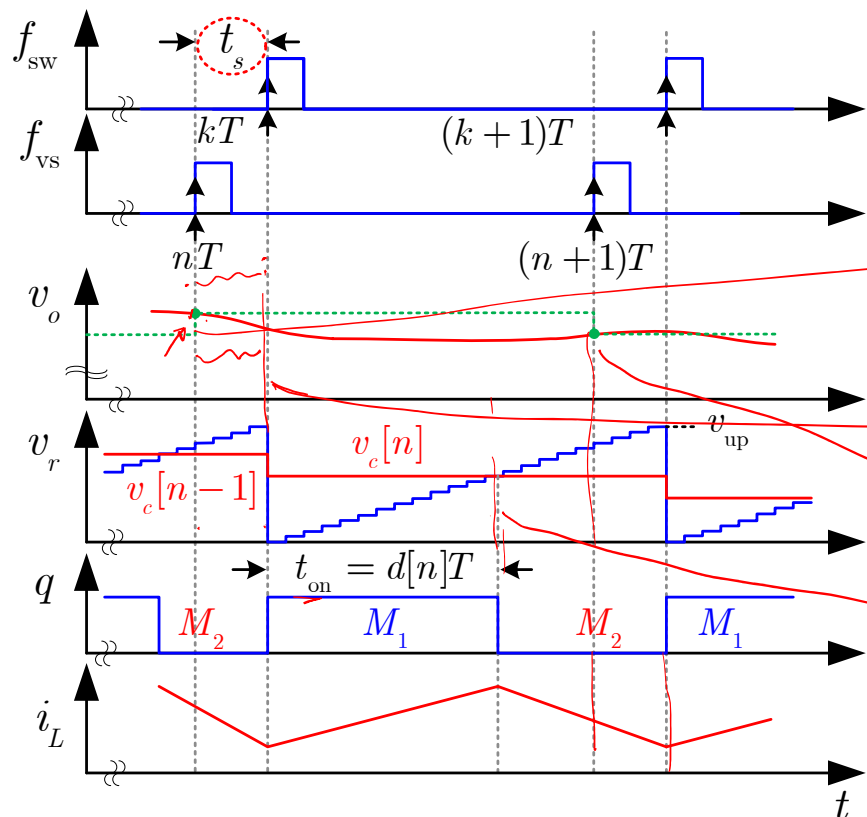 f_sw t_s
kT (k + 1)T
f_vs
nT (n + 1)T
v_o
v_r v_c[n] v_up
v_c[n − 1]
q t_on = d[n]T
M_2 M_1 M_2 M_1
i_L
t